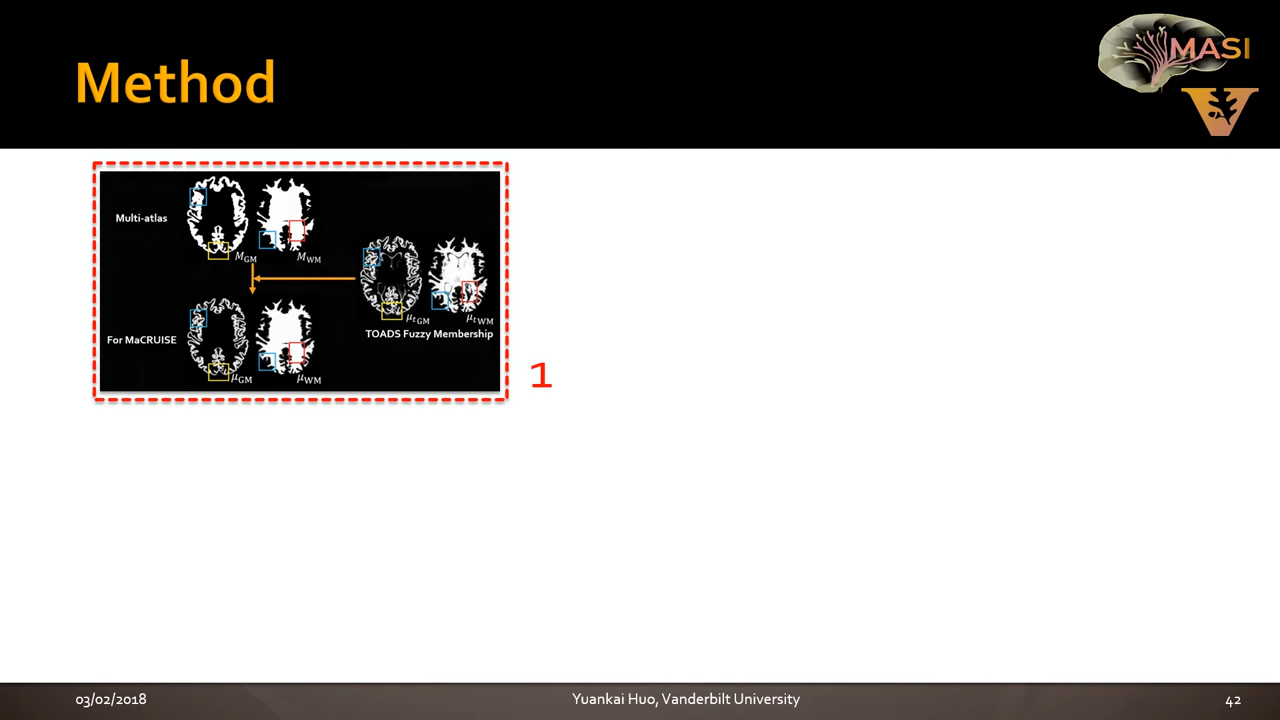 Method
MASI
V
Multi-atlas
M_GM
M_WM
μ_tGM
μ_tWM
TOADS Fuzzy Membership
For MaCRUISE
μ_GM
μ_WM
1
03/02/2018
Yuankai Huo, Vanderbilt University
42